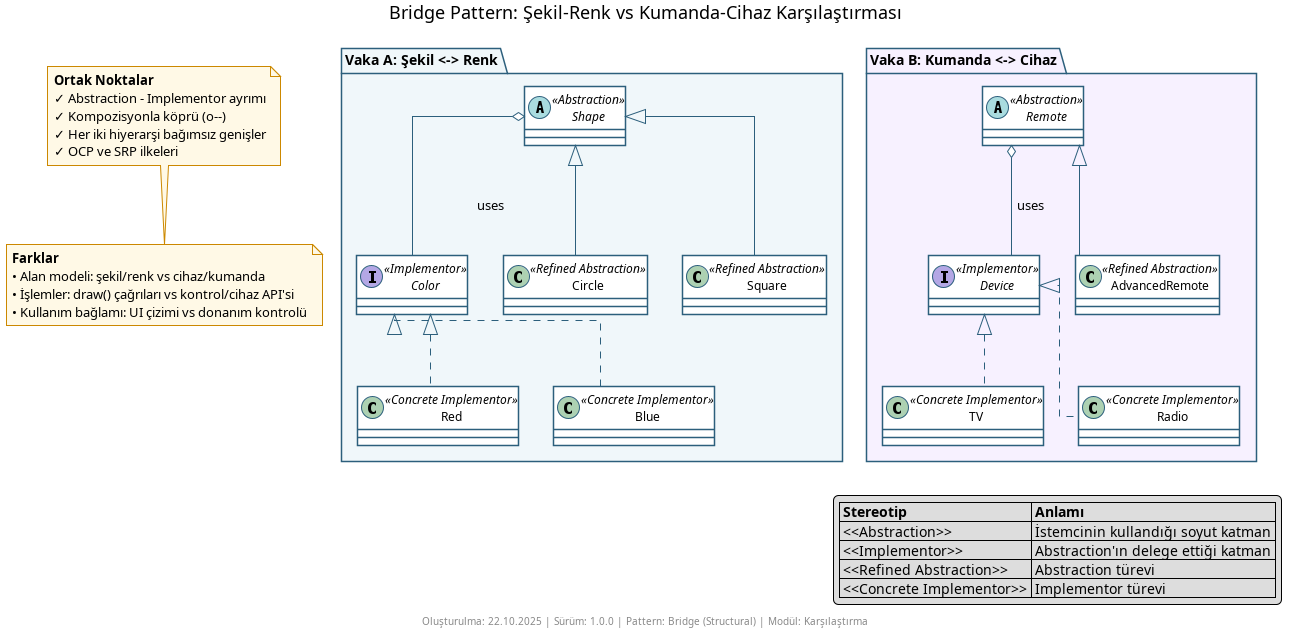 Bridge Pattern: Şekil-Renk vs Kumanda-Cihaz Karşılaştırması
Ortak Noktalar
✓ Abstraction - Implementor ayrımı
✓ Kompozisyonla köprü (o--)
✓ Her iki hiyerarşi bağımsız genişler
✓ OCP ve SRP ilkeleri
Farklar
• Alan modeli: şekil/renk vs cihaz/kumanda
• İşlemler: draw() çağrıları vs kontrol/cihaz API'si
• Kullanım bağlamı: UI çizimi vs donanım kontrolü
Vaka A: Şekil <-> Renk
A
«Abstraction»
Shape
uses
I
«Implementor»
Color
C
«Refined Abstraction»
Circle
C
«Refined Abstraction»
Square
C
«Concrete Implementor»
Red
C
«Concrete Implementor»
Blue
Vaka B: Kumanda <-> Cihaz
A
«Abstraction»
Remote
uses
I
«Implementor»
Device
C
«Refined Abstraction»
AdvancedRemote
C
«Concrete Implementor»
TV
C
«Concrete Implementor»
Radio
Stereotip Anlamı
<<Abstraction>> İstemcinin kullandığı soyut katman
<<Implementor>> Abstraction'ın delege ettiği katman
<<Refined Abstraction>> Abstraction türevi
<<Concrete Implementor>> Implementor türevi
Oluşturulma: 22.10.2025 | Sürüm: 1.0.0 | Pattern: Bridge (Structural) | Modül: Karşılaştırma